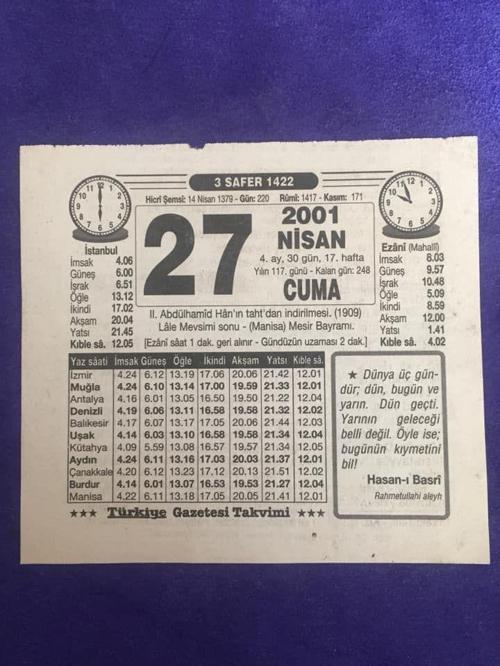 3 SAFER 1422
Hicrî Şemsî: 14 Nisan 1379 - Gün: 220 Rûmî: 1417 - Kasım: 171
27
2001
NİSAN
4. ay, 30 gün, 17. hafta
Yılın 117. günü - Kalan gün: 248
CUMA
İstanbul
İmsak 4.06
Güneş 6.00
İşrak 6.51
Öğle 13.12
İkindi 17.02
Akşam 20.04
Yatsı 21.45
Kıble sâ. 12.05
Ezânî (Mahallî)
İmsak 8.03
Güneş 9.57
İşrak 10.48
Öğle 5.09
İkindi 8.59
Akşam 12.00
Yatsı 1.41
Kıble sâ. 4.02
II. Abdülhamîd Hân'ın taht'dan indirilmesi. (1909)
Lâle Mevsimi sonu - (Manisa) Mesir Bayramı.
[Ezânî sâat 1 dak. geri alınır - Gündüzün uzaması 2 dak.]
Yaz sâati İmsak Güneş Öğle İkindi Akşam Yatsı Kıble sâ.
İzmir 4.24 6.12 13.19 17.06 20.06 21.42 12.01
Muğla 4.24 6.10 13.14 17.00 19.59 21.33 12.01
Antalya 4.16 6.01 13.05 16.50 19.50 21.22 12.04
Denizli 4.19 6.06 13.11 16.58 19.58 21.32 12.02
Balıkesir 4.17 6.07 13.17 17.05 20.06 21.44 12.03
Uşak 4.14 6.03 13.10 16.58 19.58 21.34 12.04
Kütahya 4.09 5.59 13.08 16.57 19.57 21.34 12.05
Aydın 4.24 6.11 13.16 17.03 20.03 21.37 12.01
Çanakkale 4.20 6.12 13.23 17.12 20.13 21.51 12.02
Burdur 4.14 6.01 13.07 16.53 19.53 21.27 12.04
Manisa 4.22 6.11 13.18 17.05 20.05 21.41 12.01
★ Dünya üç gün-
dür; dün, bugün ve
yarın. Dün geçti.
Yarının geleceği
belli değil. Öyle ise;
bugünün kıymetini
bil!
Hasan-ı Basrî
Rahmetullahi aleyh
★★★ Türkiye Gazetesi Takvimi ★★★